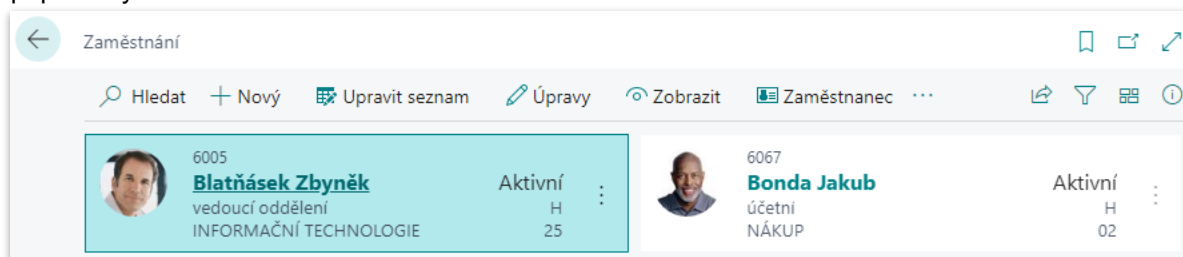 Zaměstnání
Hledat Nový Upravit seznam Úpravy Zobrazit Zaměstnanec ...
6005
Blatňásek Zbyněk Aktivní
vedoucí oddělení H
INFORMAČNÍ TECHNOLOGIE 25
6067
Bonda Jakub Aktivní
účetni H
NÁKUP 02